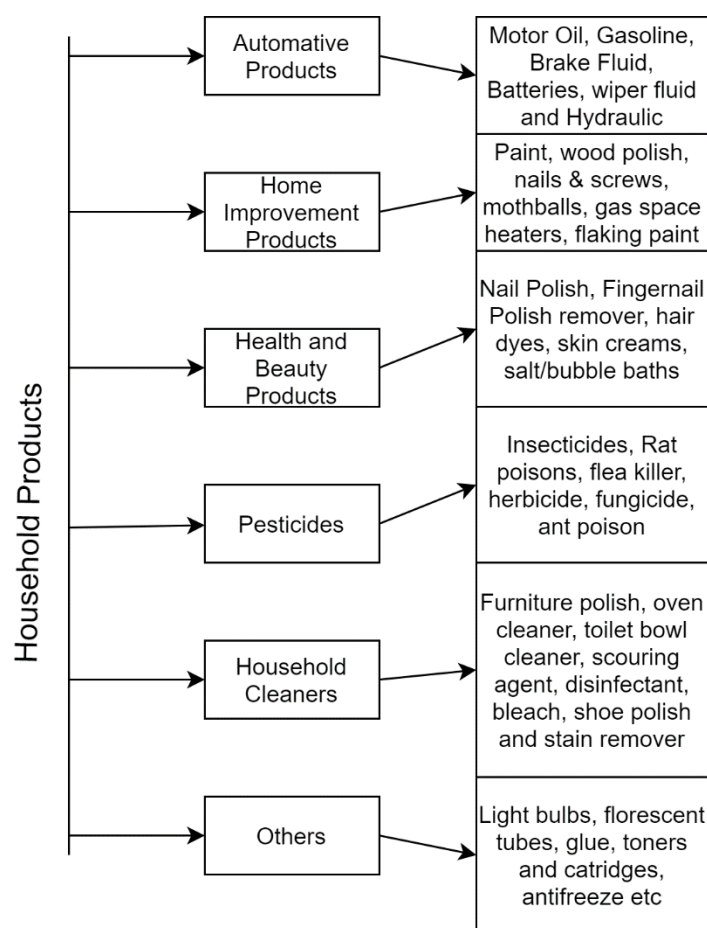 Household Products
Automative
Products
Motor Oil, Gasoline,
Brake Fluid,
Batteries, wiper fluid
and Hydraulic
Home
Improvement
Products
Paint, wood polish,
nails & screws,
mothballs, gas space
heaters, flaking paint
Health and
Beauty
Products
Nail Polish, Fingernail
Polish remover, hair
dyes, skin creams,
salt/bubble baths
Pesticides
Insecticides, Rat
poisons, flea killer,
herbicide, fungicide,
ant poison
Household
Cleaners
Furniture polish, oven
cleaner, toilet bowl
cleaner, scouring
agent, disinfectant,
bleach, shoe polish
and stain remover
Others
Light bulbs, florescent
tubes, glue, toners
and catridges,
antifreeze etc